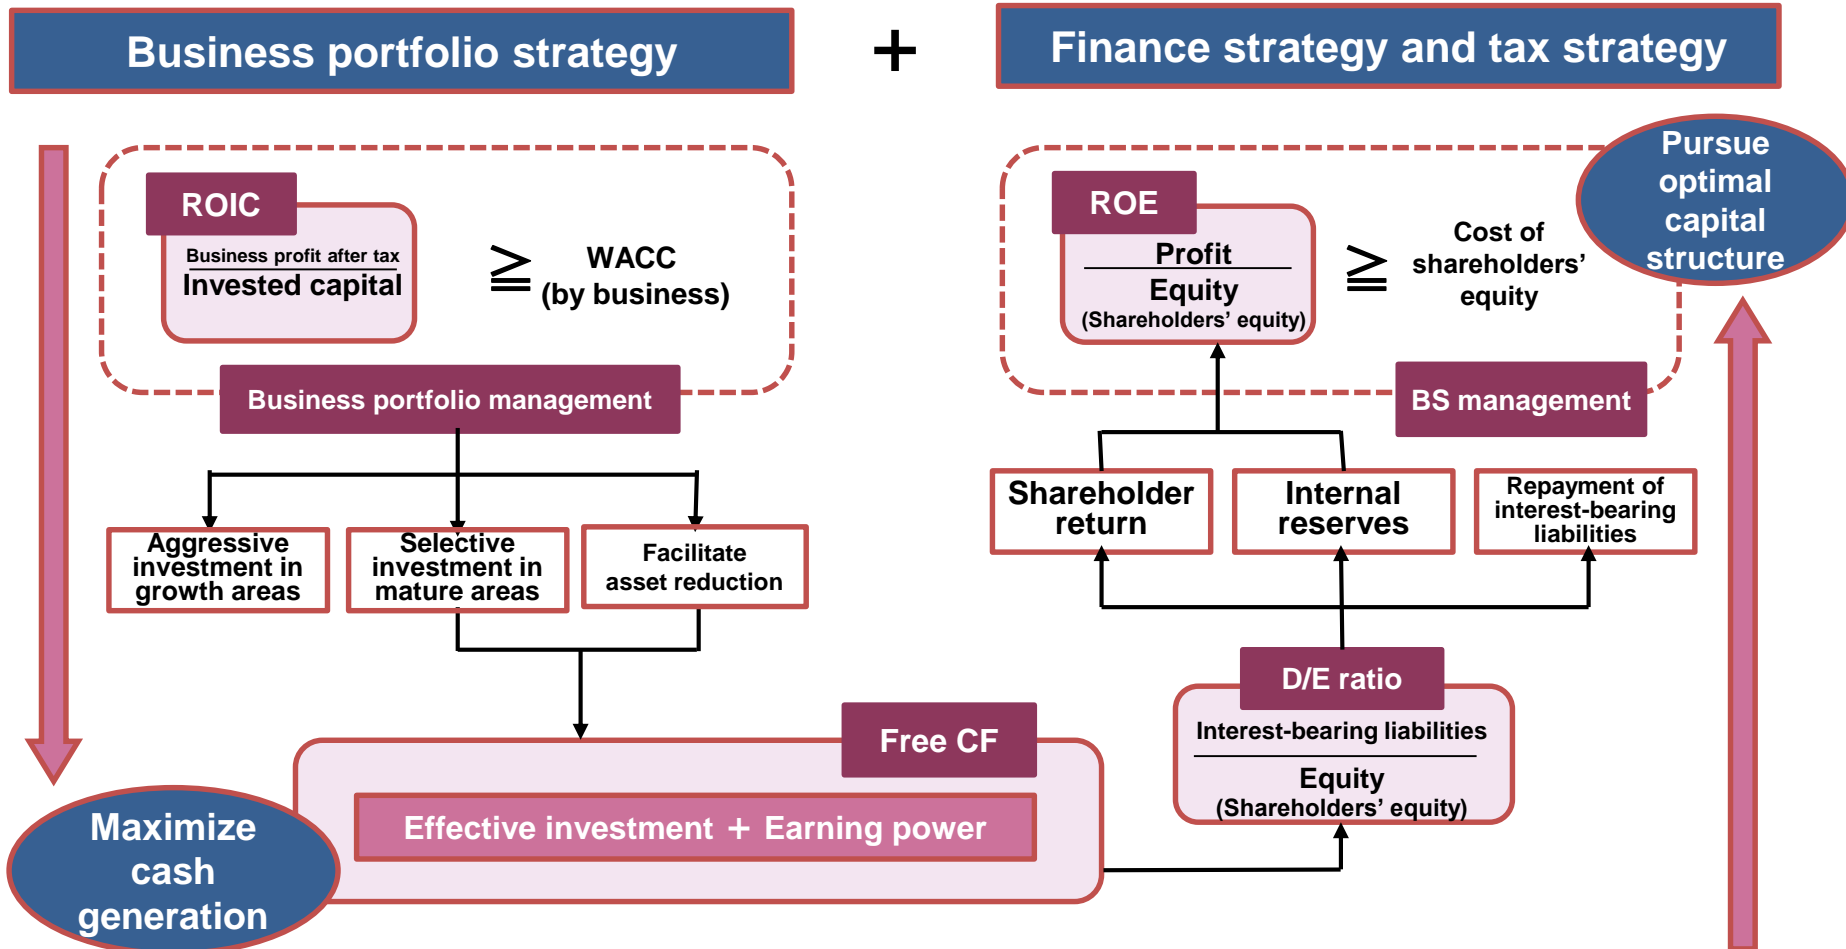 Business portfolio strategy
+
Finance strategy and tax strategy
ROIC
Business profit after tax
Invested capital
≧
WACC
(by business)
Business portfolio management
Aggressive
investment in
growth areas
Selective
investment in
mature areas
Facilitate
asset reduction
Free CF
Effective investment + Earning power
Maximize
cash
generation
Pursue
optimal
capital
structure
ROE
Profit
Equity
(Shareholders’ equity)
≧
Cost of
shareholders’
equity
BS management
Shareholder
return
Internal
reserves
Repayment of
interest-bearing
liabilities
D/E ratio
Interest-bearing liabilities
Equity
(Shareholders’ equity)